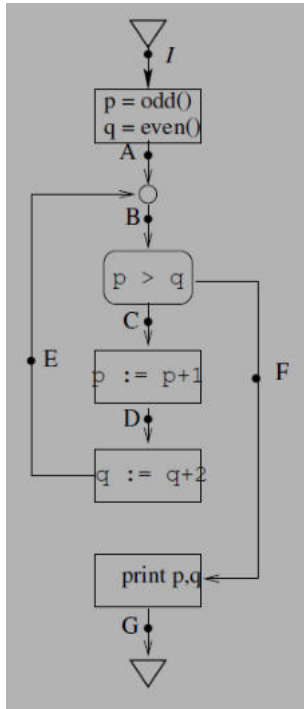 I
p = odd()
q = even()
A
B
p > q
C
E
F
p := p+1
D
q := q+2
print p,q
G